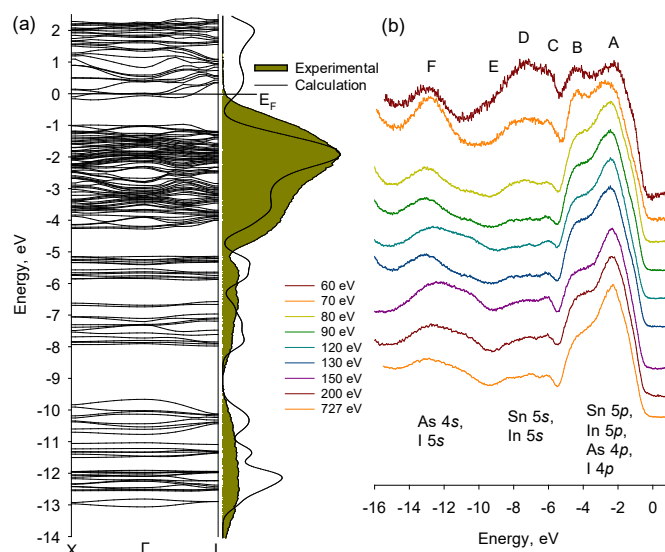 (a)
2
1
0
-1
-2
-3
-4
-5
-6
-7
-8
-9
-10
-11
-12
-13
-14
Energy, eV
X Γ L
Experimental
Calculation
E_F
60 eV
70 eV
80 eV
90 eV
120 eV
130 eV
150 eV
200 eV
727 eV
(b)
F E D C B A
As 4s,
I 5s
Sn 5s,
In 5s
Sn 5p,
In 5p,
As 4p,
I 4p
-16 -14 -12 -10 -8 -6 -4 -2 0
Energy, eV